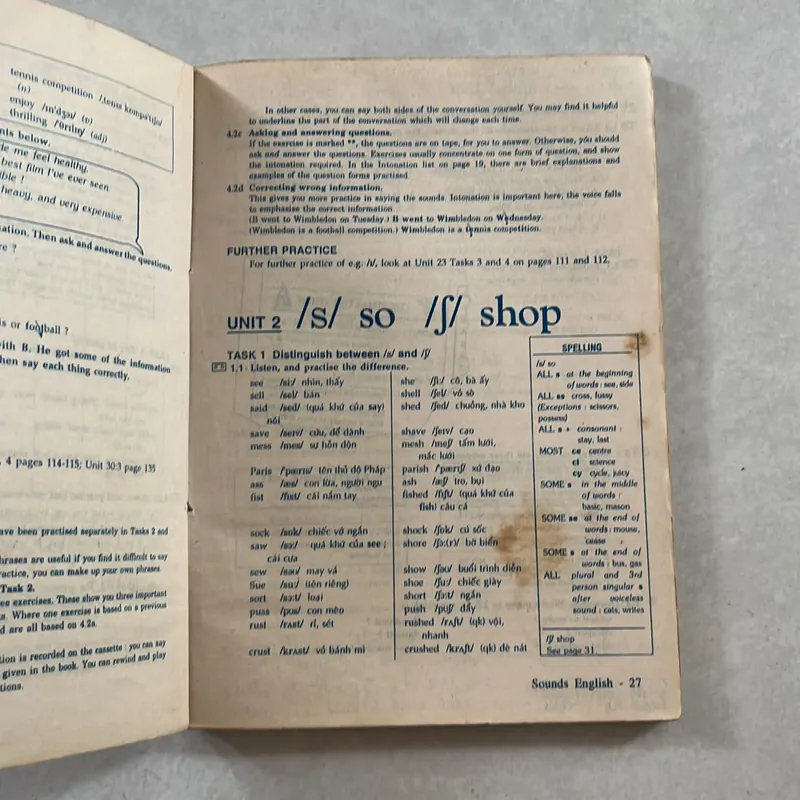 tennis competition /ˌtenis kompə'tiʃn/
(n)
enjoy /ɪn'dʒɔɪ/ (v)
thrilling /'θrilɪŋ/ (adj)
nts below.
de me feel healthy.
best film I've ever seen
ible !
heavy, and very expensive
mation. Then ask and answer the questions.
re ?
is or football ?
with B. He got some of the information
hen say each thing correctly.
4 pages 114-115; Unit 30:3 page 135
ave been practised separately in Tasks 2 and
hrases are useful if you find it difficult to say
ractice, you can make up your own phrases
Task 2.
ee exercises. These show you three important
s. Where one exercise is based on a previous
d are all based on 4.2a.
tion is recorded on the cassette : you can say
given in the book. You can rewind and play
tions.
In other cases, you can say both sides of the conversation yourself. You may find it helpful
to underline the part of the conversation which will change each time.
4.2c Asking and answering questions.
If the exercise is marked **, the questions are on tape, for you to answer. Otherwise, you should
ask and answer the questions. Exercises usually concentrate on one form of question, and show
the intonation required. In the Intonation list on page 19, there are brief explanations and
examples of the question forms practised
4.2d Correcting wrong information.
This gives you more practice in saying the sounds. Intonation is important here; the voice falls
to emphasise the correct information.
(B went to Wimbledon on Tuesday.) B went to Wimbledon on Wednesday.
(Wimbledon is a football competition.) Wimbledon is a tennis competition.
FURTHER PRACTICE
For further practice of e.g. /ɪ/, look at Unit 23 Tasks 3 and 4 on pages 111 and 112.
UNIT 2 /s/ so /ʃ/ shop
TASK 1 Distinguish between /s/ and /ʃ/
1.1 Listen, and practise the difference.
see /si:/ nhìn, thấy
she /ʃi:/ cô, bà ấy
sell /sel/ bán
shell /ʃel/ vỏ sò
said /sed/ (quá khứ của say)
nói
shed /ʃed/ chuồng, nhà kho
save /seɪv/ cứu, để dành
shave /ʃeɪv/ cạo
mess /mes/ sự hỗn độn
mesh /meʃ/ tấm lưới,
mắc lưới
Paris /'pærɪs/ tên thủ đô Pháp
parish /'pærɪʃ/ xứ đạo
ass /æs/ con lừa, người ngu
ash /æʃ/ tro, bụi
fist /fɪst/ cái nắm tay
fished /fɪʃt/ (quá khứ của
fish) câu cá
sock /sɒk/ chiếc vớ ngắn
shock /ʃɒk/ cú sốc
saw /sɔ:/ (quá khứ của see ;
cái cưa
shore /ʃɔ:(r)/ bờ biển
sew /səʊ/ may vá
show /ʃəʊ/ buổi trình diễn
Sue /su:/ (tên riêng)
shoe /ʃu:/ chiếc giày
sort /sɔ:t/ loại
short /ʃɔ:t/ ngắn
puss /pʊs/ con mèo
push /pʊʃ/ đẩy
rust /rʌst/ rỉ, sét
rushed /rʌʃt/ (qk) vội,
nhanh
crust /krʌst/ vỏ bánh mì
crushed /krʌʃt/ (qk) đè nát
SPELLING
/s/ so
ALL s at the beginning
of words : see, side
ALL ss cross, fussy
(Exceptions : scissors,
possess)
ALL s + consonant :
stay, last
MOST ce centre
ci science
cy cycle, juicy
SOME s in the middle
of words :
basic, mason
SOME se at the end of
words : mouse,
cease
SOME s at the end of
words : bus, gas
ALL plural and 3rd
person singular s
after voiceless
sound : cats, writes
/ʃ/ shop
See page 31.
Sounds English - 27